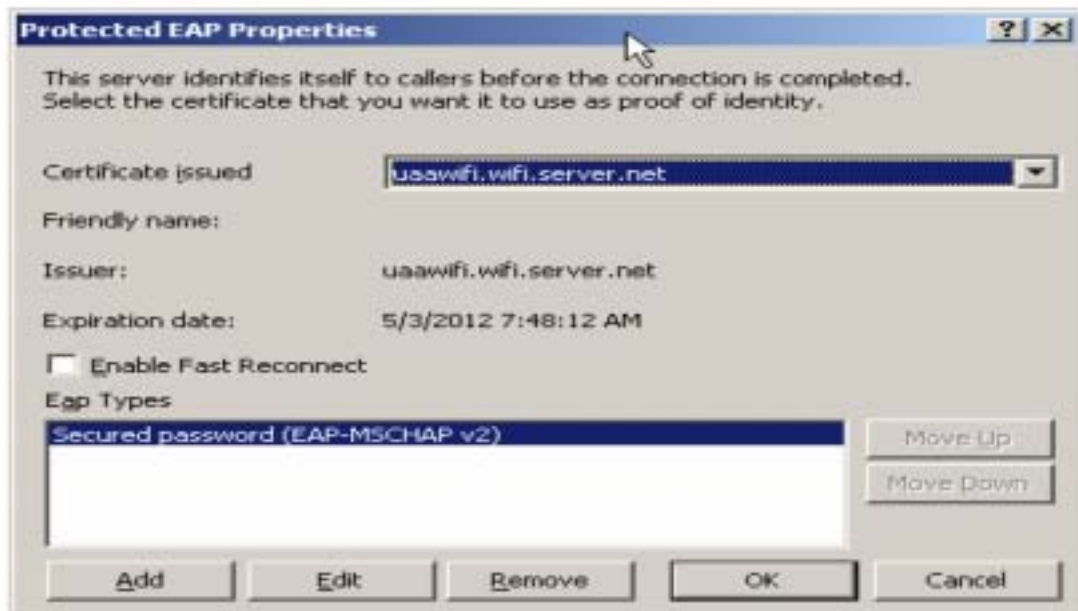 Protected EAP Properties
This server identifies itself to callers before the connection is completed.
Select the certificate that you want it to use as proof of identity.
Certificate issued uaawifi.wifi.server.net
Friendly name:
Issuer: uaawifi.wifi.server.net
Expiration date: 5/3/2012 7:48:12 AM
Enable Fast Reconnect
Eap Types
Secured password (EAP-MSCHAP v2)
Move Up
Move Down
Add Edit Remove OK Cancel